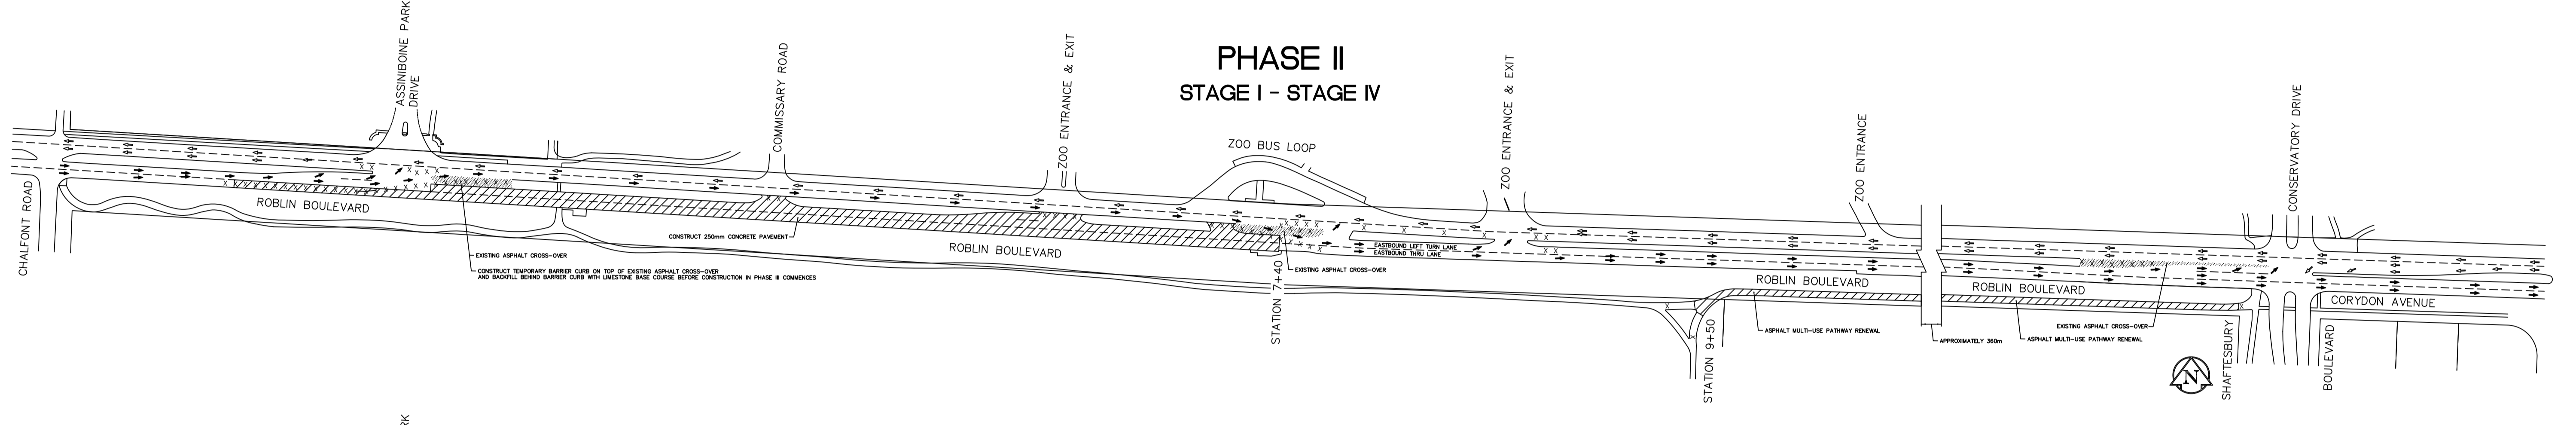 PHASE II
STAGE I - STAGE IV
CHALFONT ROAD
ASSINIBOINE PARK
DRIVE
COMMISSARY ROAD
ZOO ENTRANCE & EXIT
ZOO BUS LOOP
ZOO ENTRANCE & EXIT
ZOO ENTRANCE
CONSERVATORY DRIVE
ROBLIN BOULEVARD
EXISTING ASPHALT CROSS-OVER
CONSTRUCT TEMPORARY BARRIER CURB ON TOP OF EXISTING ASPHALT CROSS-OVER
AND BACKFILL BEHIND BARRIER CURB WITH LIMESTONE BASE COURSE BEFORE CONSTRUCTION IN PHASE III COMMENCES
CONSTRUCT 250mm CONCRETE PAVEMENT
ROBLIN BOULEVARD
STATION 7+40
EXISTING ASPHALT CROSS-OVER
EASTBOUND LEFT TURN LANE
EASTBOUND THRU LANE
STATION 9+50
ROBLIN BOULEVARD
ASPHALT MULTI-USE PATHWAY RENEWAL
APPROXIMATELY 360m
ROBLIN BOULEVARD
EXISTING ASPHALT CROSS-OVER
ASPHALT MULTI-USE PATHWAY RENEWAL
N
SHAFTESBURY
BOULEVARD
CORYDON AVENUE
RK